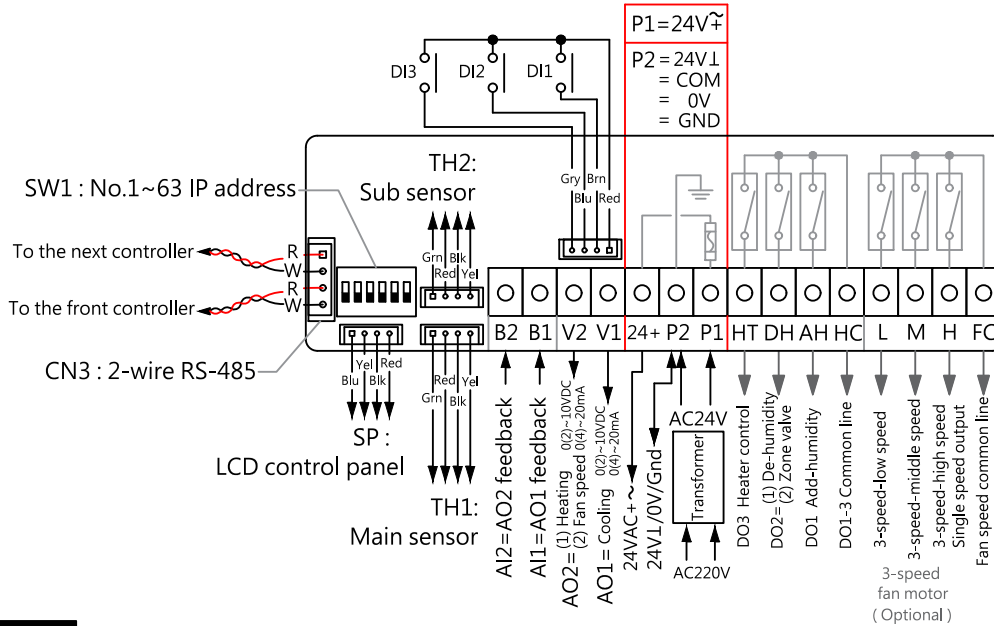 P1=24V
P2=24V⊥
=COM
= 0V
= GND
DI3
DI2
DI1
TH2:
Sub sensor
Gry Brn
Blu Red
SW1 : No.1~63 IP address
To the next controller
R
W
R
W
To the front controller
Grn Blk
Red Yel
CN3 : 2-wire RS-485
B2 B1 V2 V1 24+ P2 P1 HT DH AH HC L M H FC
Yel Red
Blu Blk
Red Yel
Grn Blk
SP :
LCD control panel
TH1:
Main sensor
AI2=AO2 feedback
AI1=AO1 feedback
AO2= (1) Heating 0(2)~10VDC
(2) Fan speed 0(4)~20mA
AO1= Cooling 0(2)~10VDC
0(4)~20mA
24VAC+~
24V⊥/0V/Gnd
AC24V
Transformer
AC220V
DO3 Heater control
DO2= (1) De-humidity
(2) Zone valve
DO1 Add-humidity
DO1-3 Common line
3-speed-low speed
3-speed-middle speed
3-speed-high speed
Single speed output
Fan speed common line
3-speed
fan motor
( Optional )